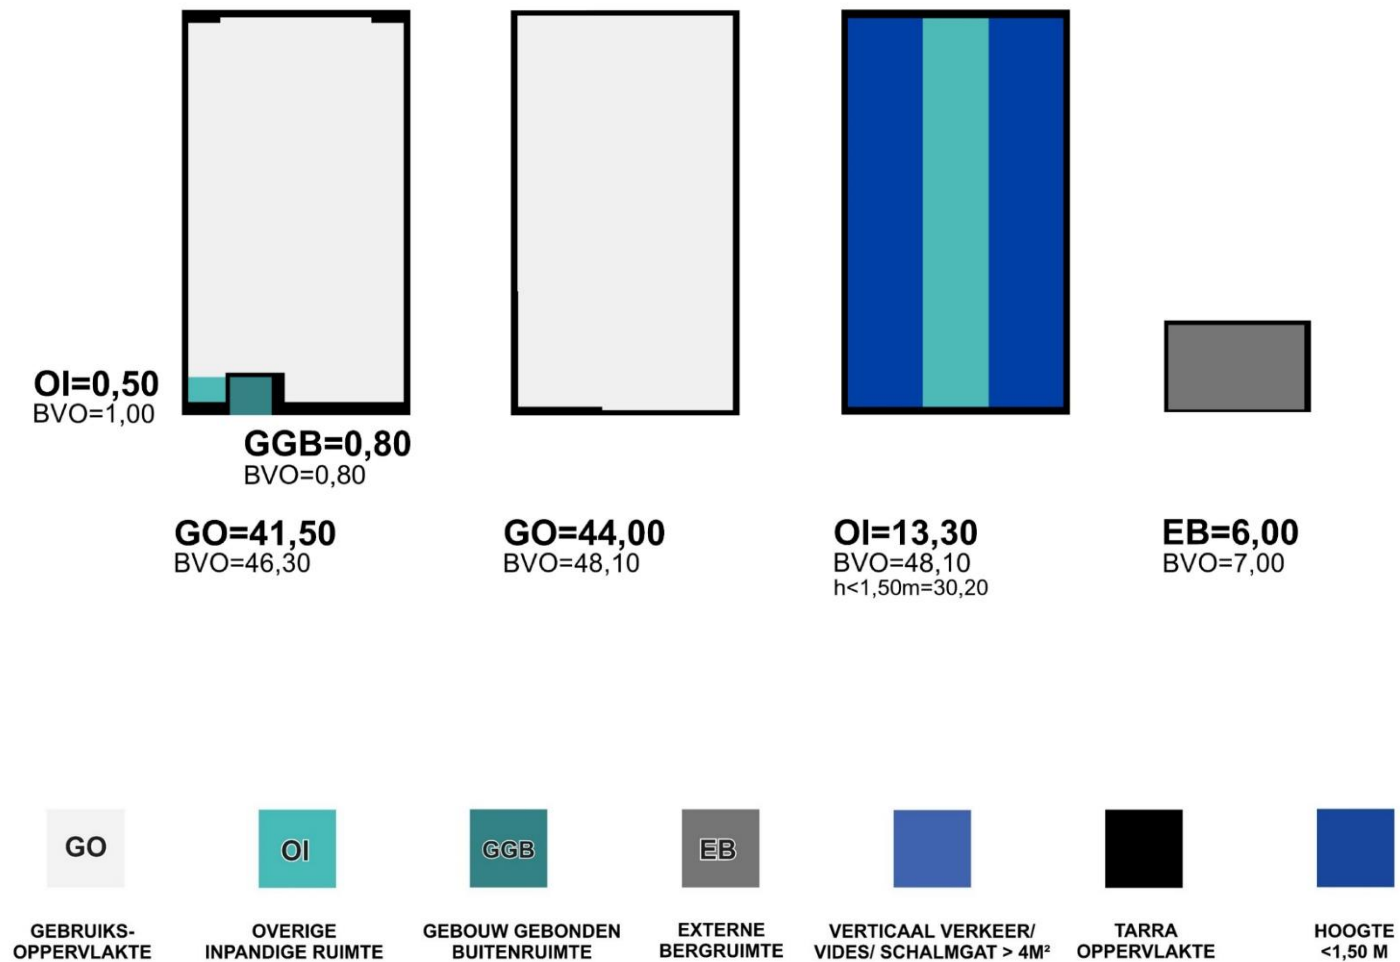 OI=0,50
BVO=1,00
GGB=0,80
BVO=0,80
GO=41,50
BVO=46,30
GO=44,00
BVO=48,10
OI=13,30
BVO=48,10
h<1,50m=30,20
EB=6,00
BVO=7,00
GO
OI
GGB
EB
GEBRUIKS-
OPPERVLAKTE
OVERIGE
INPANDIGE RUIMTE
GEBOUW GEBONDEN
BUITENRUIMTE
EXTERNE
BERGRUIMTE
VERTICAAL VERKEER/
VIDES/ SCHALMGAT > 4M²
TARRA
OPPERVLAKTE
HOOGTE
<1,50 M